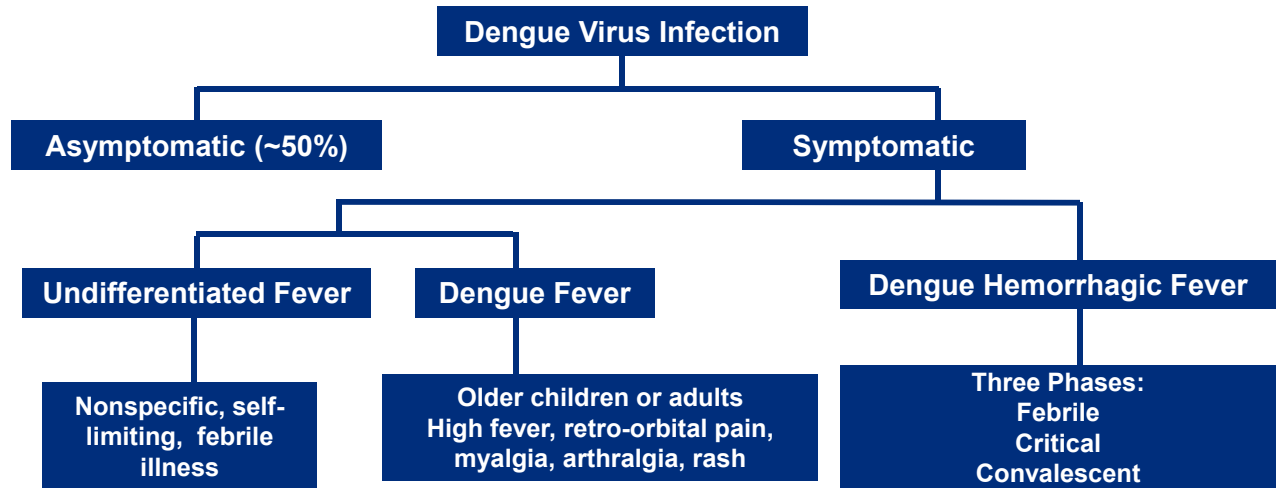 Dengue Virus Infection
Asymptomatic (~50%)
Symptomatic
Undifferentiated Fever
Dengue Fever
Dengue Hemorrhagic Fever
Nonspecific, self-
limiting, febrile
illness
Older children or adults
High fever, retro-orbital pain,
myalgia, arthralgia, rash
Three Phases:
Febrile
Critical
Convalescent